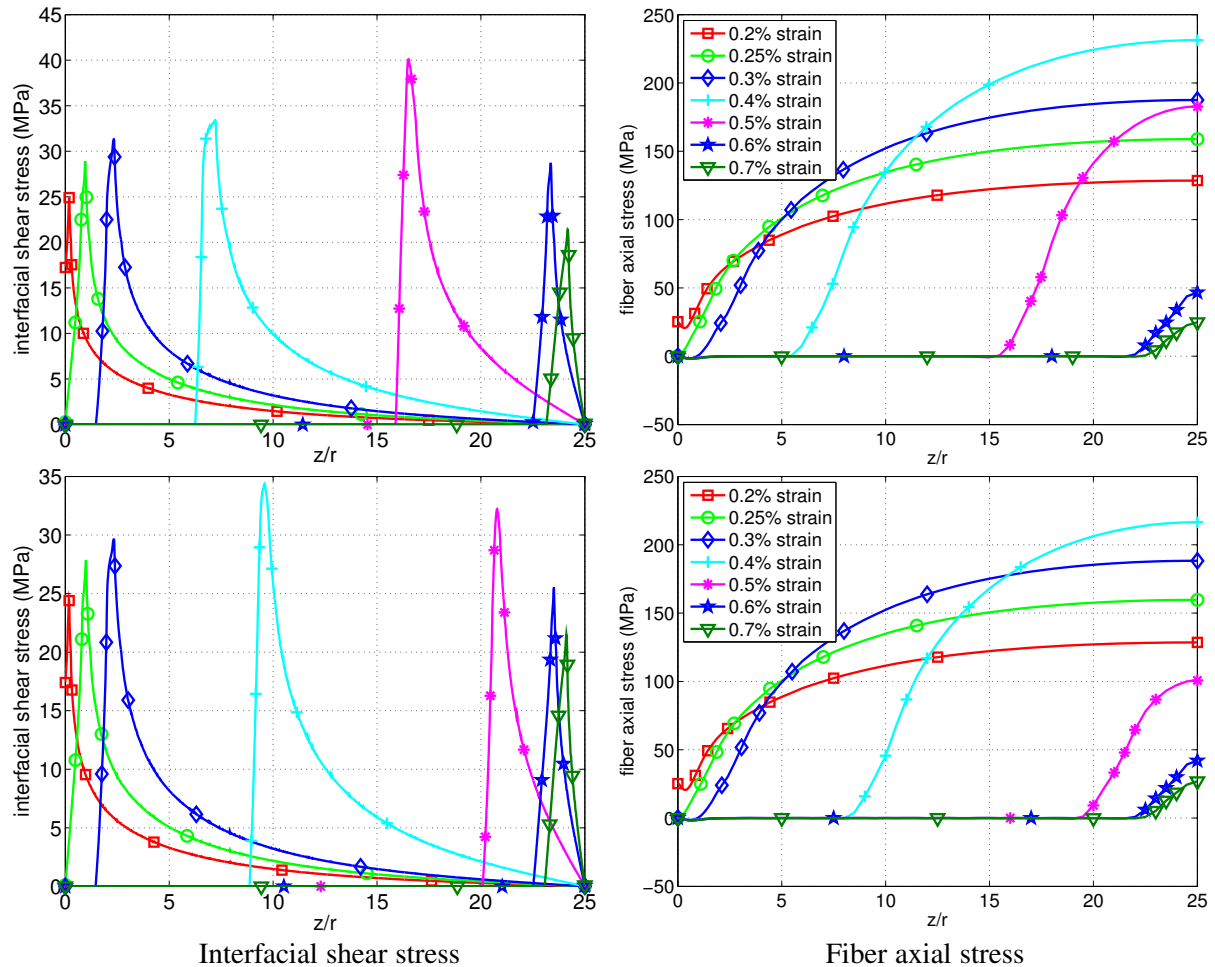 interfacial shear stress (MPa)
45
40
35
30
25
20
15
10
5
0
0 5 10 15 20 25
z/r
fiber axial stress (MPa)
250
200
150
100
50
0
−50
0 5 10 15 20 25
z/r
0.2% strain
0.25% strain
0.3% strain
0.4% strain
0.5% strain
0.6% strain
0.7% strain
interfacial shear stress (MPa)
35
30
25
20
15
10
5
0
0 5 10 15 20 25
z/r
fiber axial stress (MPa)
250
200
150
100
50
0
−50
0 5 10 15 20 25
z/r
0.2% strain
0.25% strain
0.3% strain
0.4% strain
0.5% strain
0.6% strain
0.7% strain
Interfacial shear stress
Fiber axial stress